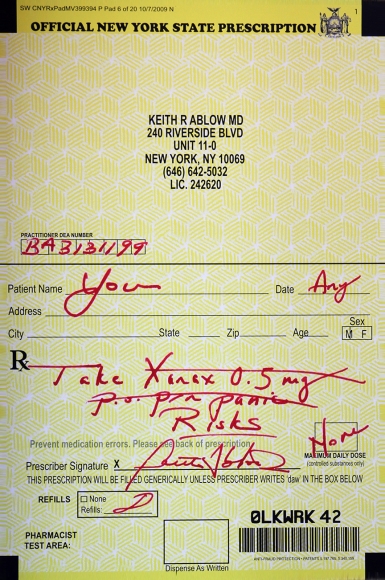 SW CNYRxPadMV399394 P Pad 6 of 20 10/7/2009 N
1
OFFICIAL NEW YORK STATE PRESCRIPTION
KEITH R ABLOW MD
240 RIVERSIDE BLVD
UNIT 11-0
NEW YORK, NY 10069
(646) 642-5032
LIC. 242620
PRACTITIONER DEA NUMBER
BA3131199
Patient Name You Date Any
Address
City State Zip Age Sex
M F
Rx
Take Xanax 0.5 mg
p.o. prn panic
Risks
None
Prevent medication errors. Please see back of prescription.
MAXIMUM DAILY DOSE
(controlled substances only)
Prescriber Signature X
THIS PRESCRIPTION WILL BE FILLED GENERICALLY UNLESS PRESCRIBER WRITES 'daw' IN THE BOX BELOW
REFILLS None
Refills:
0LKWRK 42
PHARMACIST
TEST AREA:
Dispense As Written